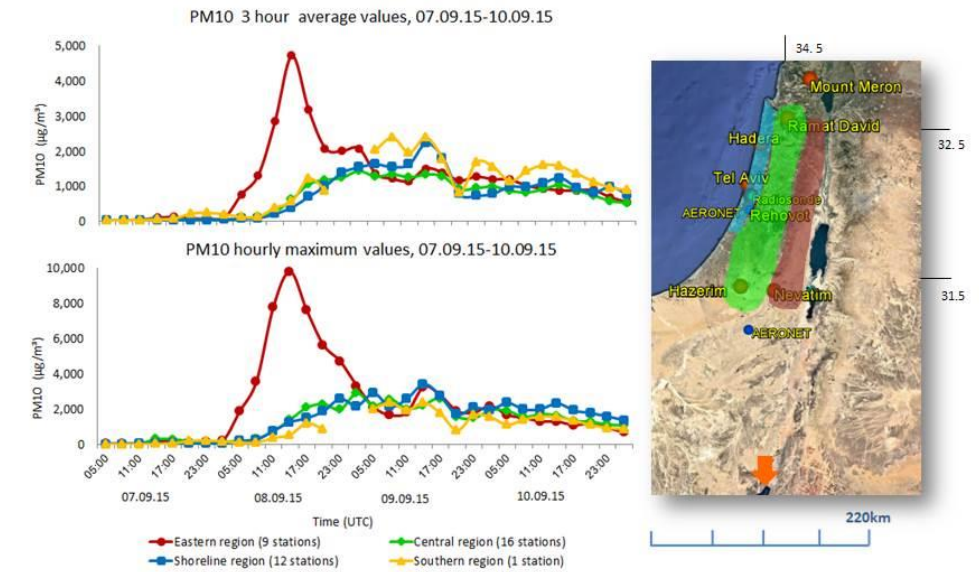 PM10 3 hour average values, 07.09.15-10.09.15
5,000
4,000
3,000
2,000
1,000
0
PM10 (µg/m³)
PM10 hourly maximum values, 07.09.15-10.09.15
10,000
8,000
6,000
4,000
2,000
0
PM10 (µg/m³)
05:00 11:00 17:00 23:00 05:00 11:00 17:00 23:00 05:00 11:00 17:00 23:00 05:00 11:00 17:00 23:00
07.09.15 08.09.15 09.09.15 10.09.15
Time (UTC)
Eastern region (9 stations) Central region (16 stations)
Shoreline region (12 stations) Southern region (1 station)
34. 5
Mount Meron
Ramat David
Hadera
32. 5
Tel Aviv
Radiosonde
AERONET
Rehovot
Hazerim
Nevatim
31.5
AERONET
220km